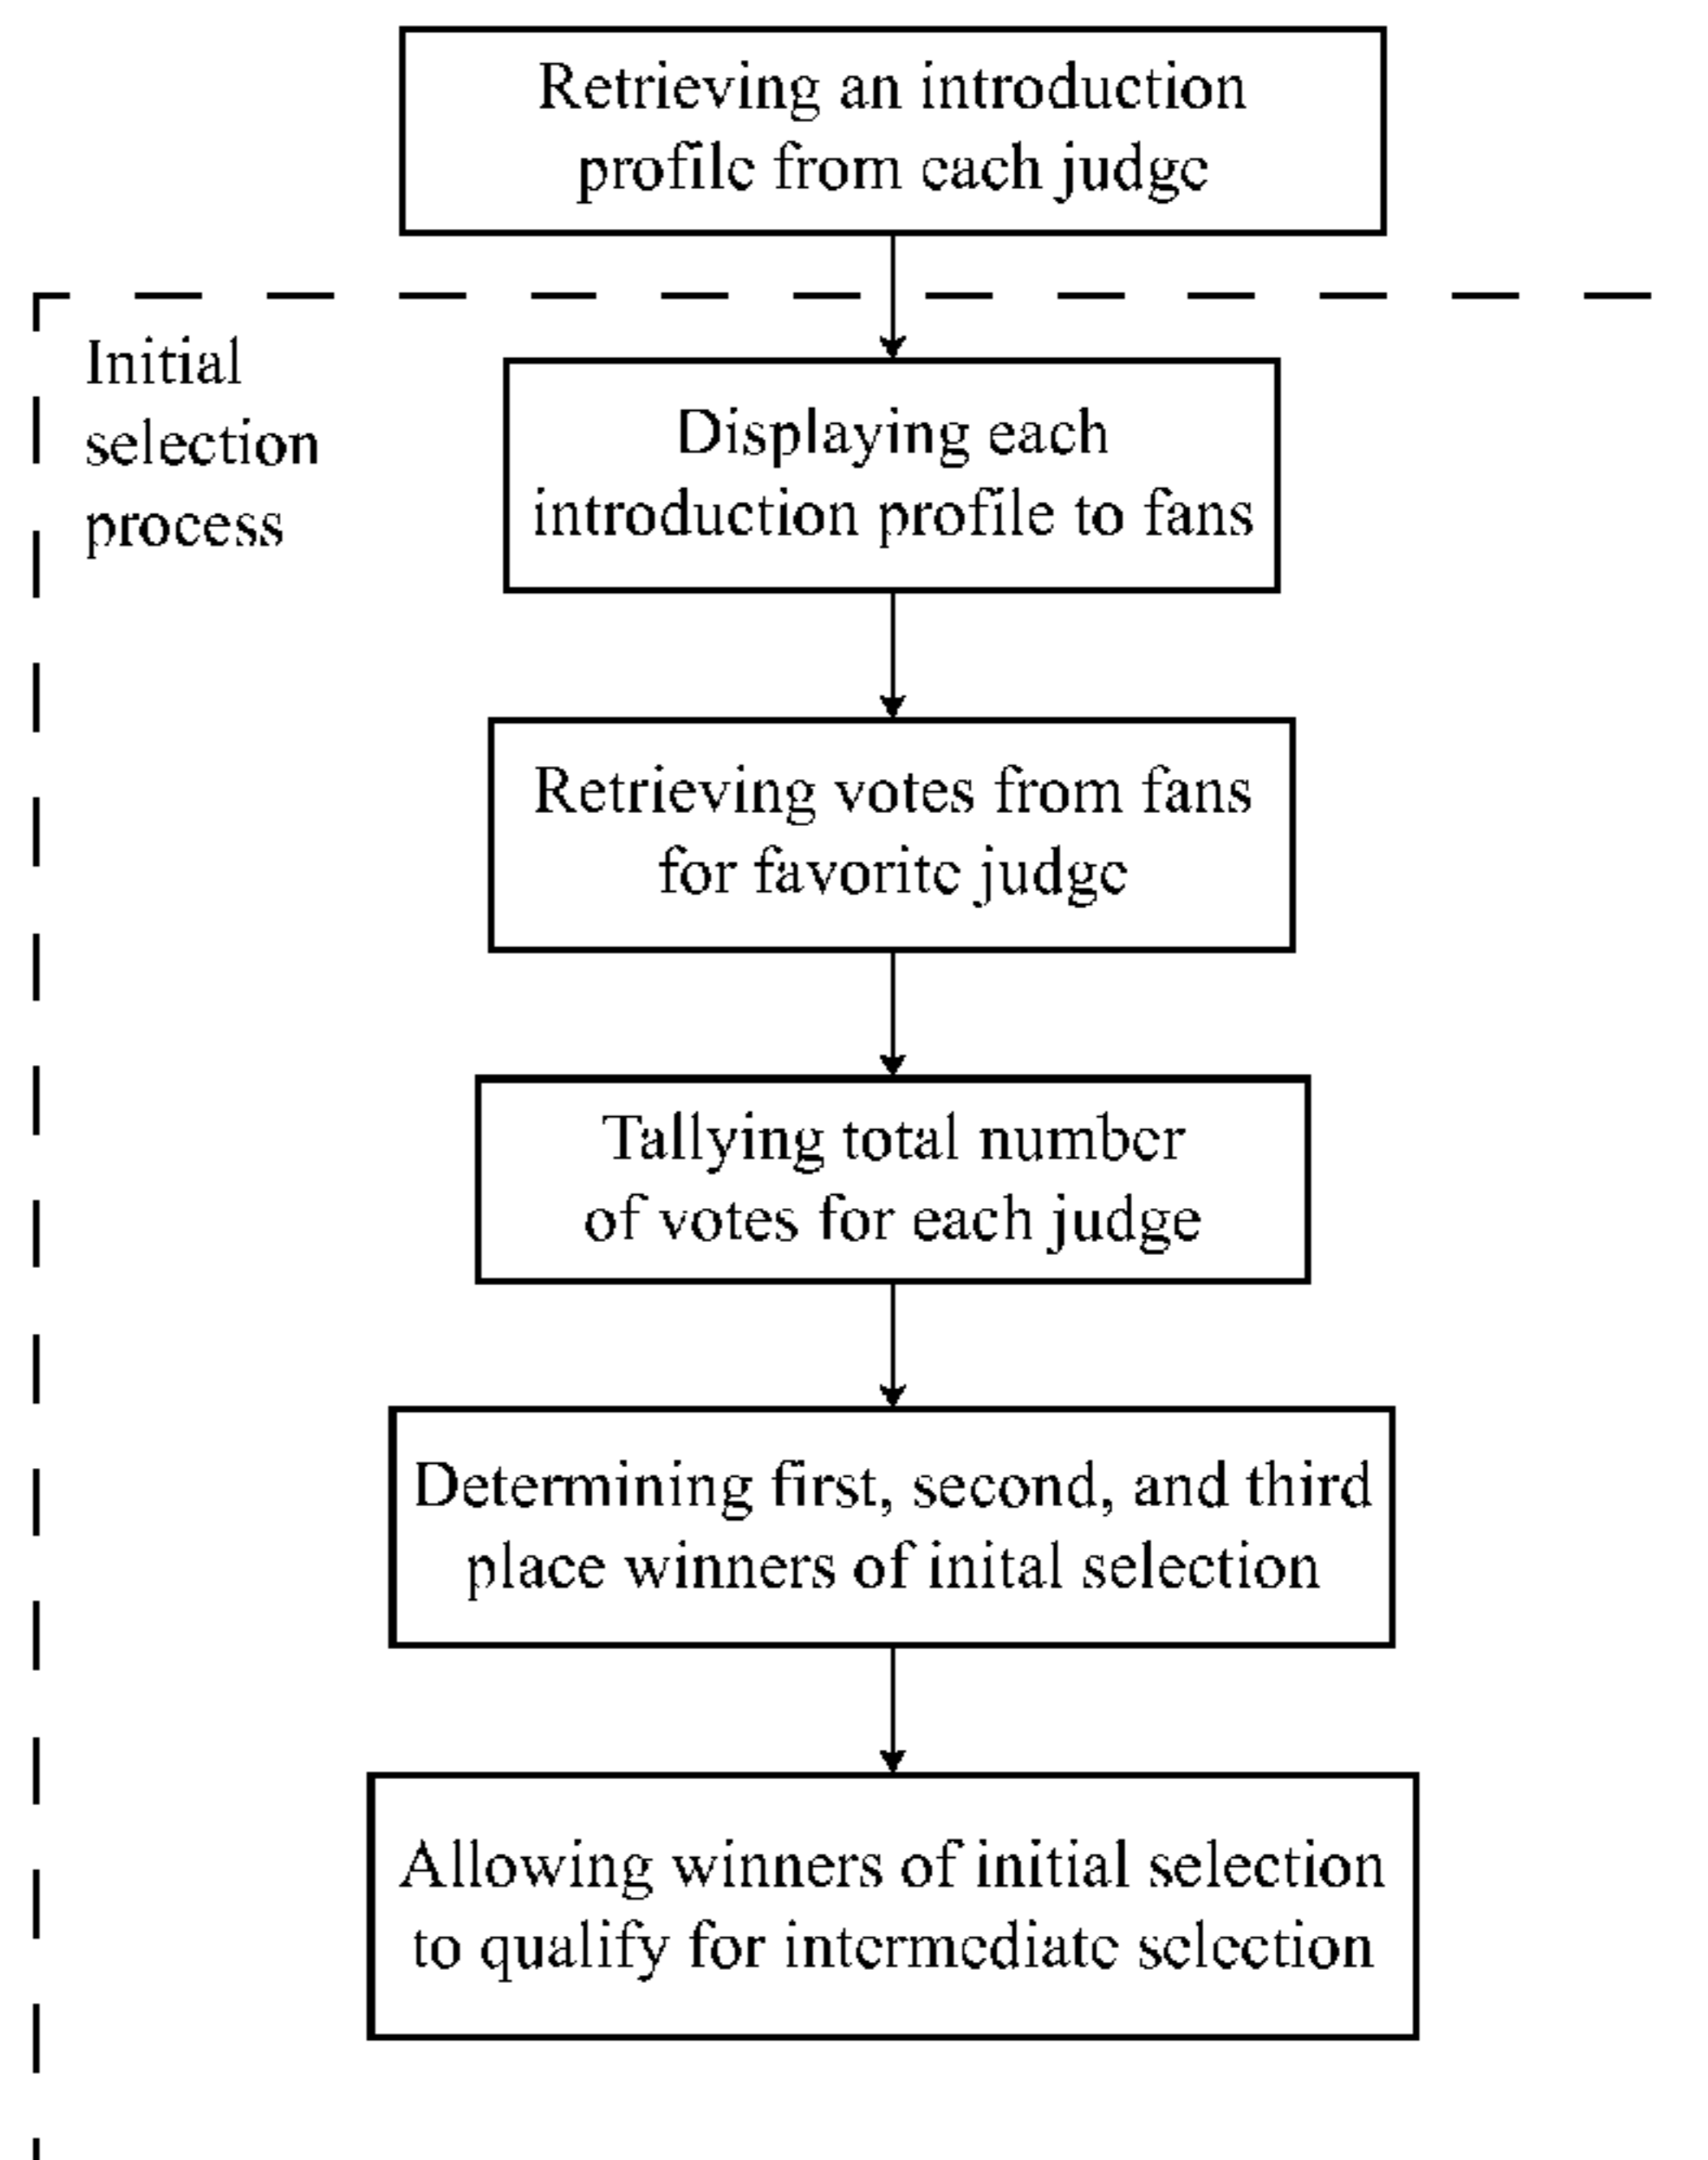 Retrieving an introduction
profile from each judge
Initial
selection
process
Displaying each
introduction profile to fans
Retrieving votes from fans
for favorite judge
Tallying total number
of votes for each judge
Determining first, second, and third
place winners of inital selection
Allowing winners of initial selection
to qualify for intermediate selection